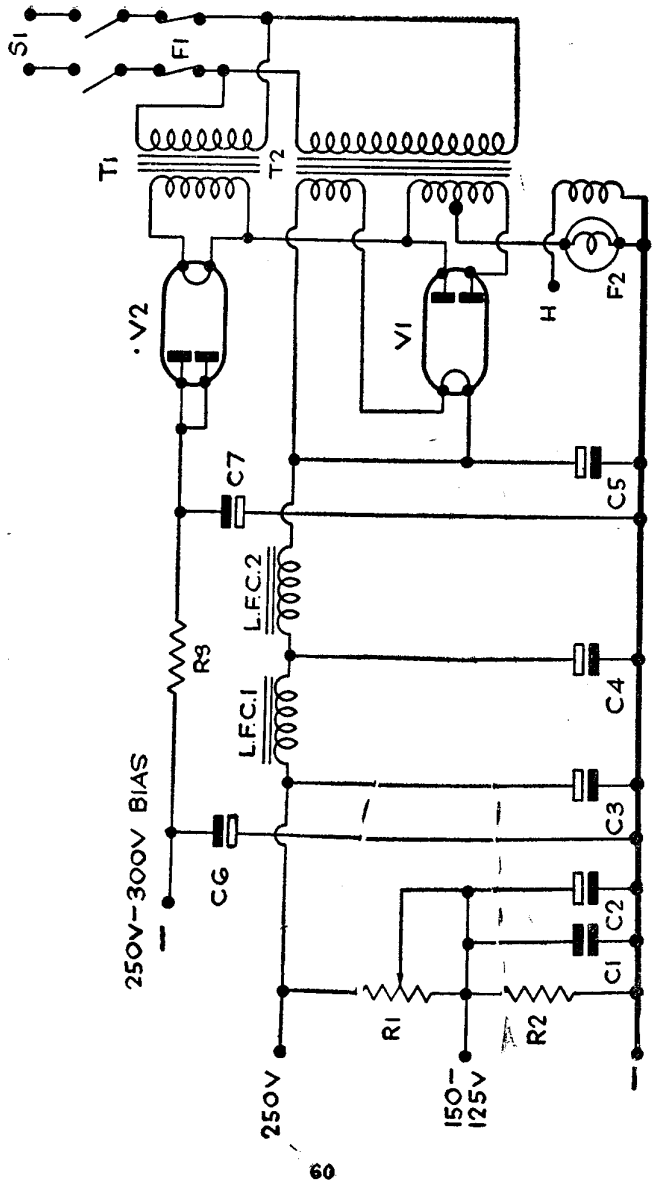 250V-300V BIAS
—
R3
C6
C7
V2
T1
S1
F1
250V
L.F.C.1
L.F.C.2
T2
R1
V1
150-
125V
R2
H
C1
C2
C3
C4
C5
F2
—
60